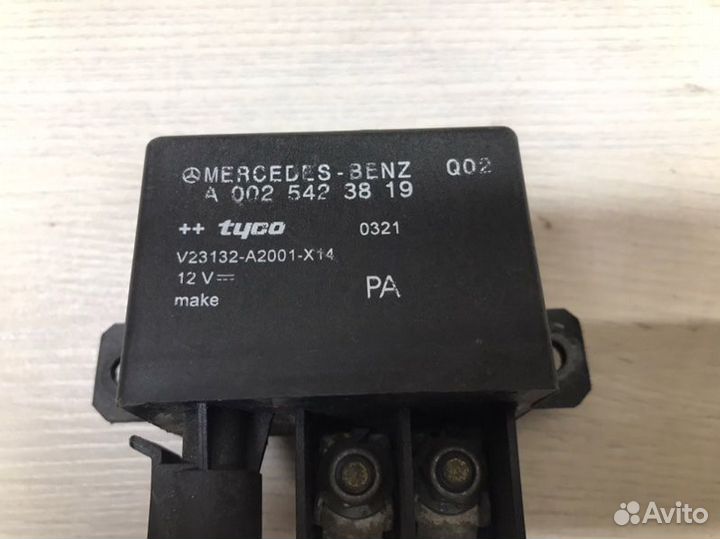 MERCEDES-BENZ Q02
A 002 542 38 19
++ tyco 0321
V23132-A2001-X14
12 V
make PA
Avito